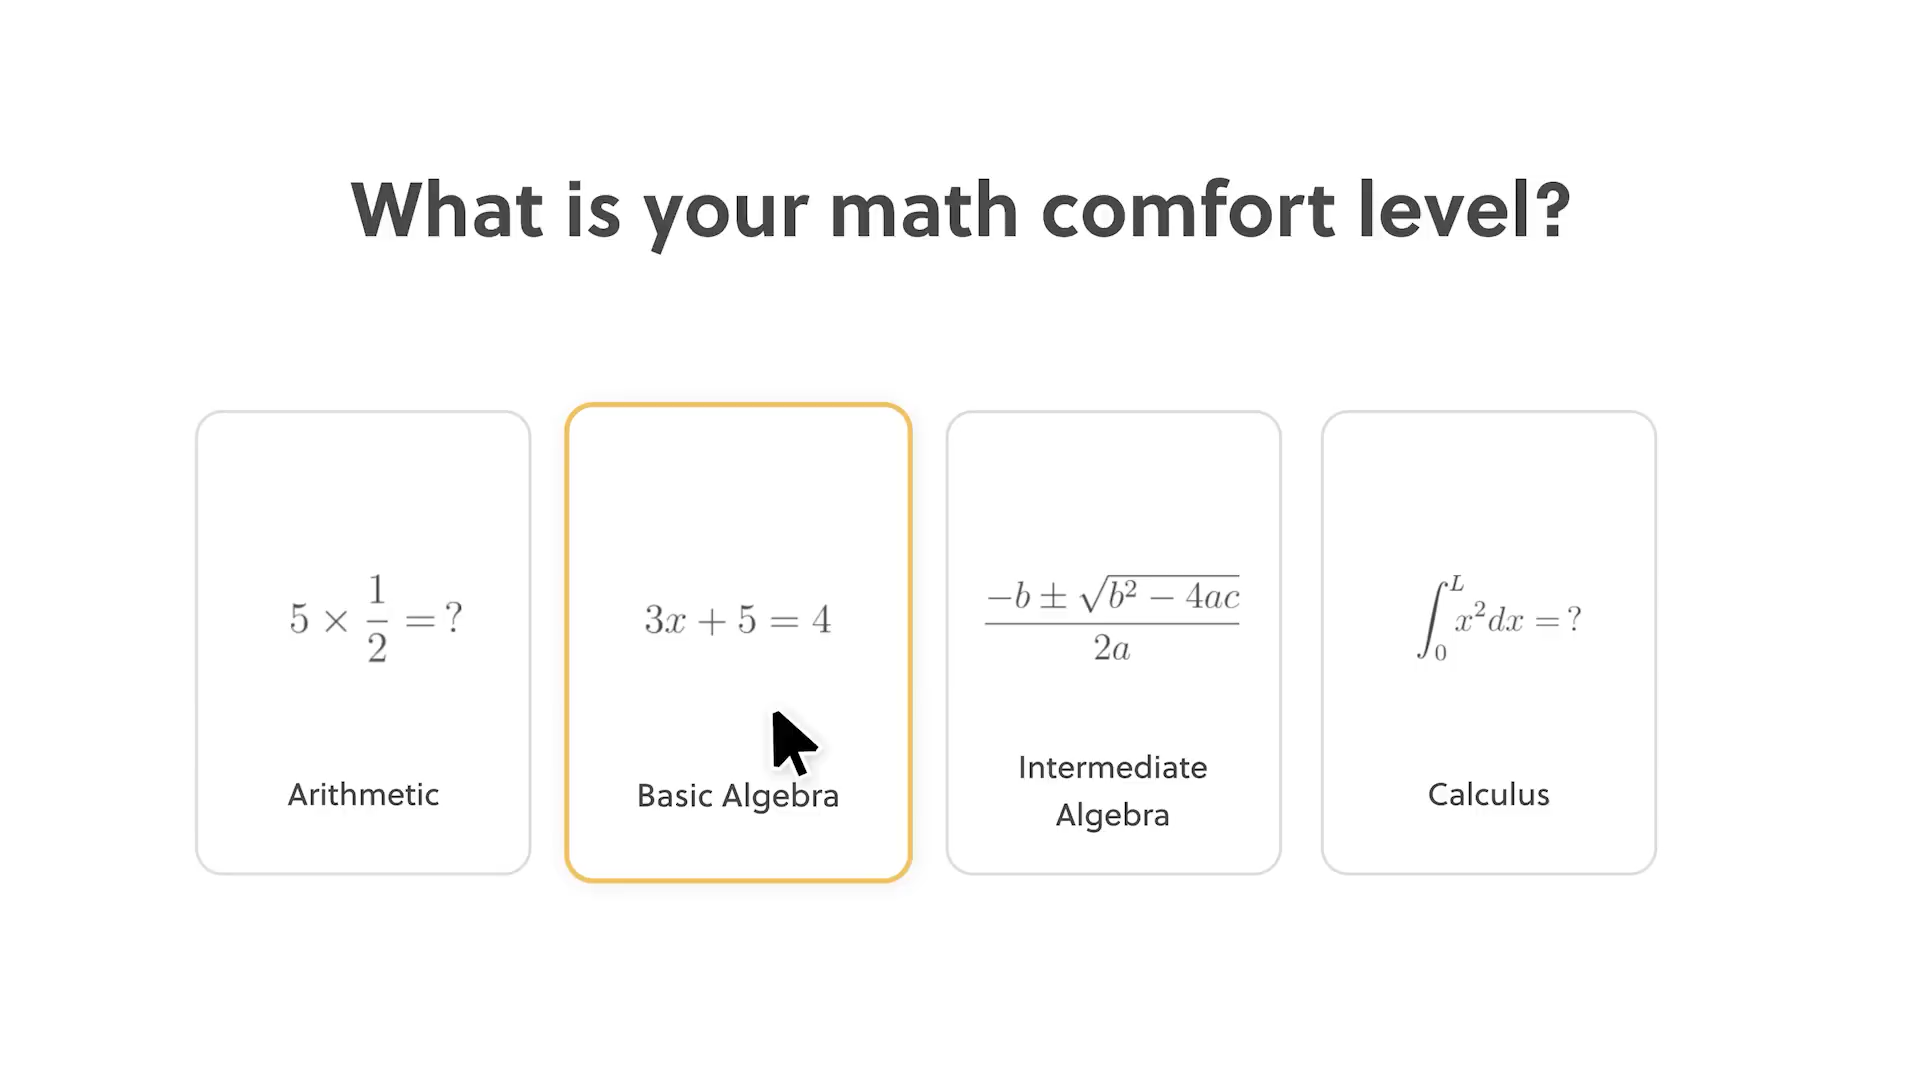 What is your math comfort level?
5 × 1/2 = ?
Arithmetic
3x + 5 = 4
Basic Algebra
−b ± √b² − 4ac
2a
Intermediate
Algebra
∫₀ᴸ x²dx = ?
Calculus